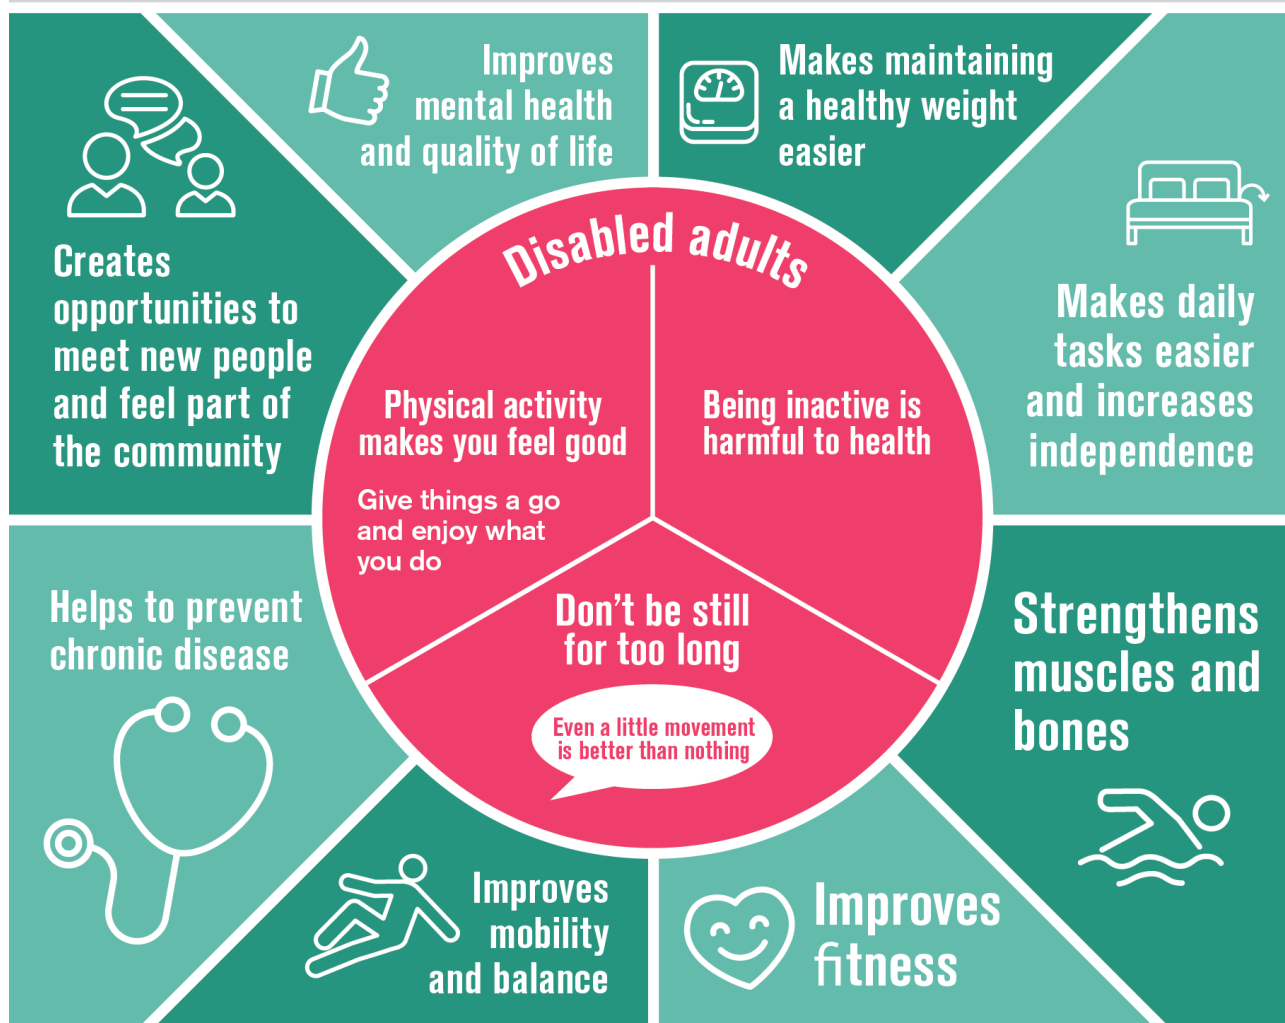 Improves
mental health
and quality of life
Makes maintaining
a healthy weight
easier
Creates
opportunities to
meet new people
and feel part of
the community
Makes daily
tasks easier
and increases
independence
Disabled adults
Physical activity
makes you feel good
Give things a go
and enjoy what
you do
Being inactive is
harmful to health
Don't be still
for too long
Even a little movement
is better than nothing
Helps to prevent
chronic disease
Strengthens
muscles and
bones
Improves
mobility
and balance
Improves
fitness